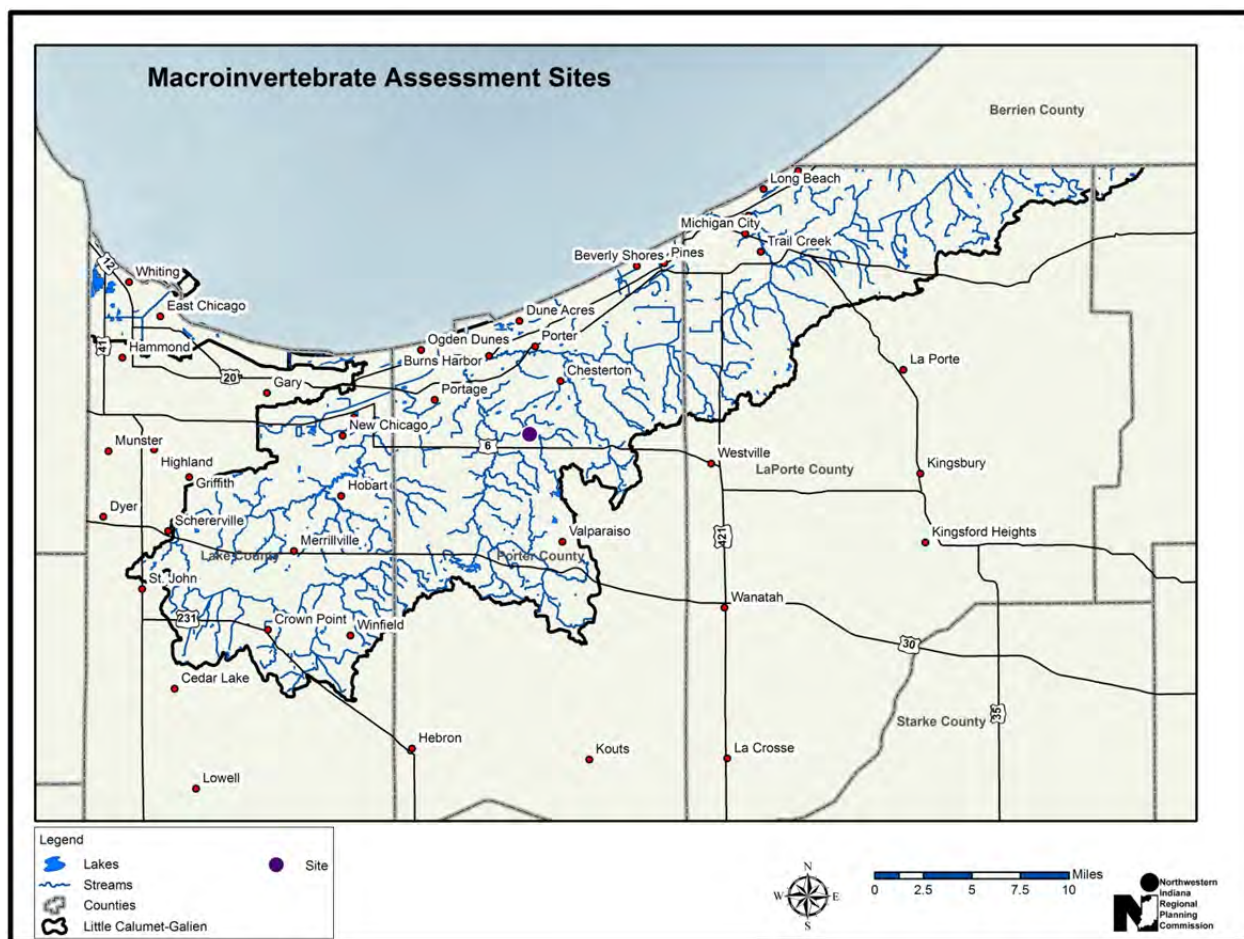 Macroinvertebrate Assessment Sites
Berrien County
Long Beach
Michigan City
Trail Creek
Beverly Shores
Pines
12
Whiting
East Chicago
Dune Acres
Ogden Dunes
Porter
Hammond
41
Burns Harbor
La Porte
20
Gary
Chesterton
Portage
New Chicago
6
Munster
Highland
Westville
LaPorte County
Kingsbury
Griffith
Hobart
Dyer
Schererville
Lake County
Merrillville
Valparaiso
Porter County
421
Kingsford Heights
St. John
Wanatah
231
Crown Point
Winfield
30
Cedar Lake
Starke County
35
Hebron
Kouts
La Crosse
Lowell
Legend
Lakes
Site
Streams
Counties
Little Calumet-Galien
N
W
E
S
Miles
0 2.5 5 7.5 10
Northwestern
Indiana
Regional
Planning
Commission